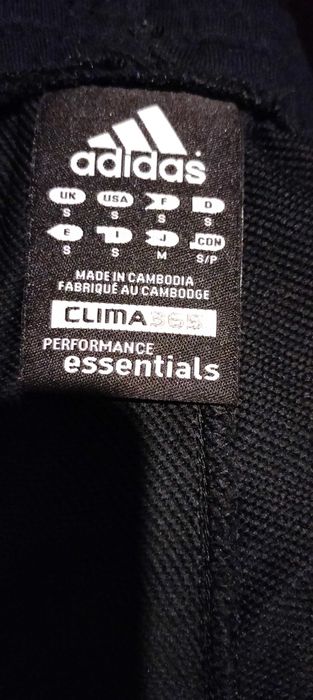 adidas
UK USA F D
S S S S
E I J CDN
S S M S/P
MADE IN CAMBODIA
FABRIQUÉ AU CAMBODGE
CLIMA365
PERFORMANCE
essentials